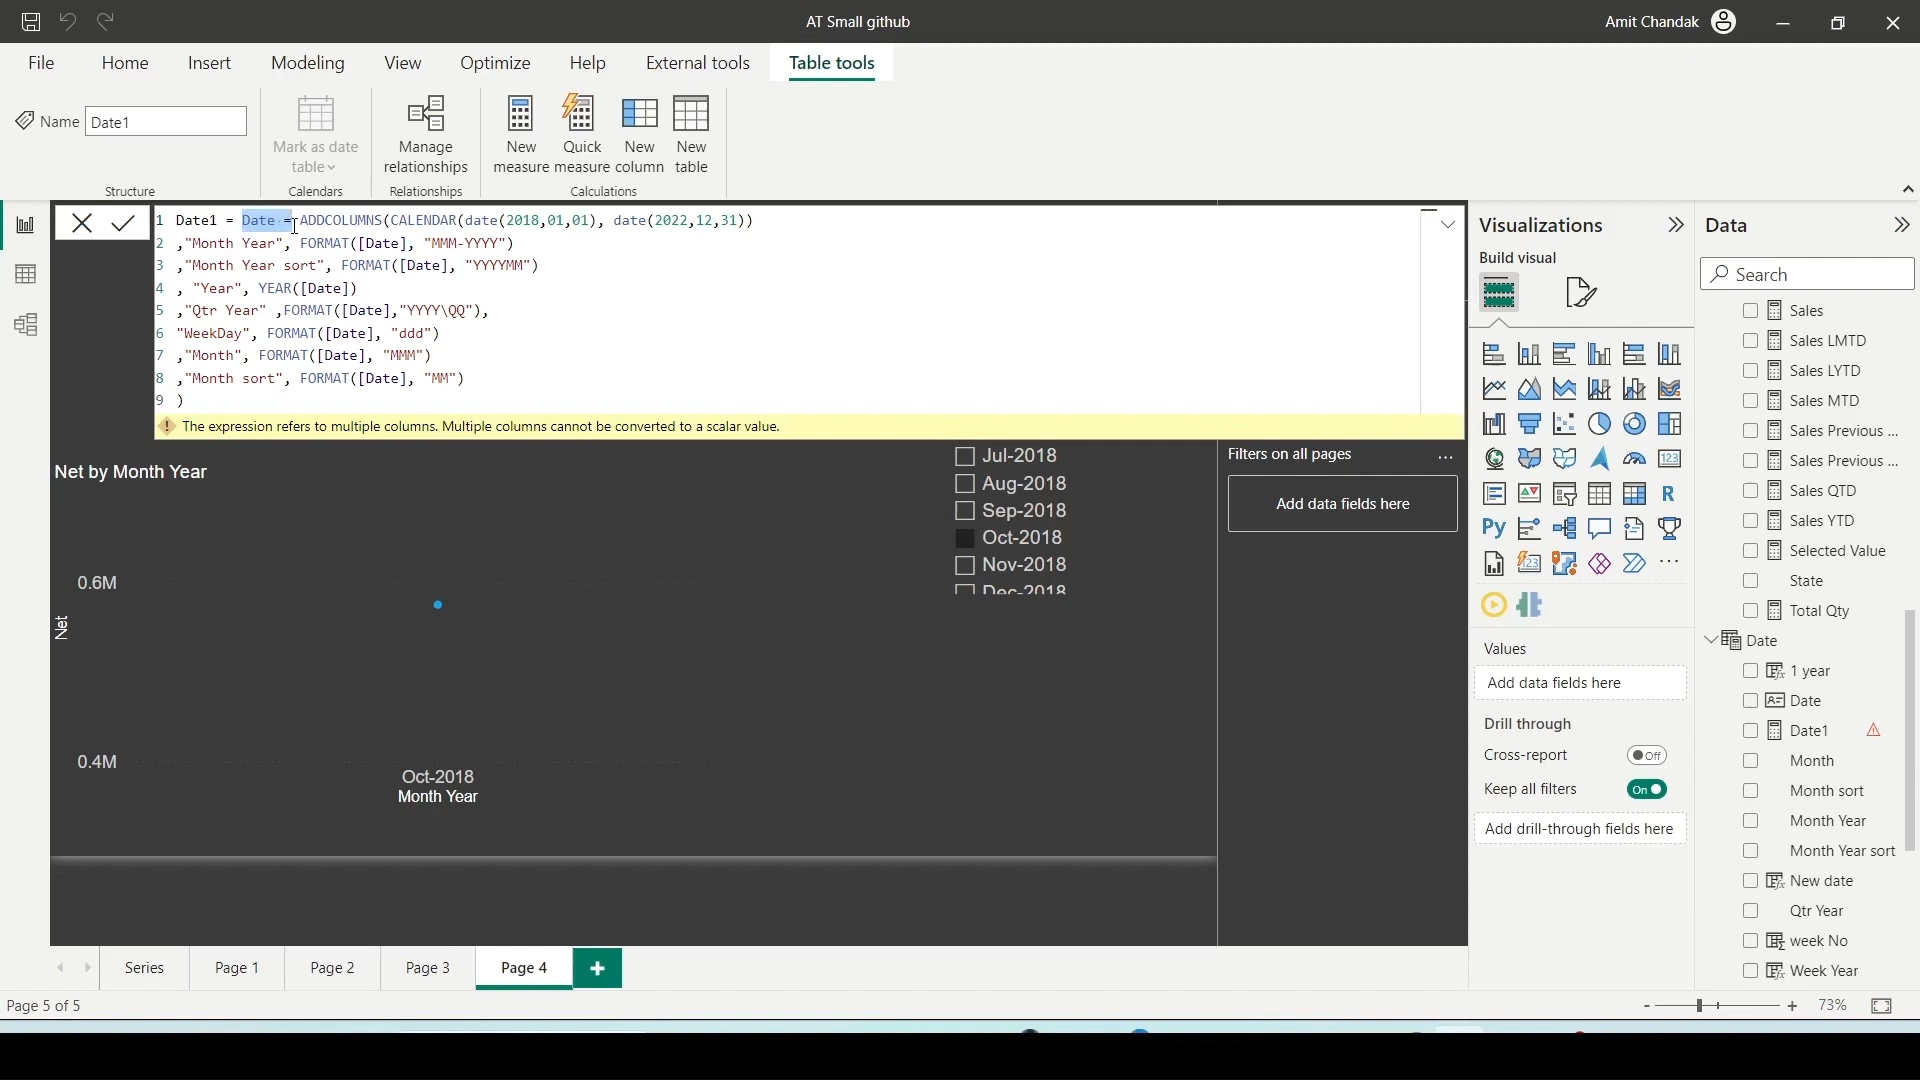 AT Small github
Amit Chandak
File
Home
Insert
Modeling
View
Optimize
Help
External tools
Table tools
Name
Date1
Mark as date
table
Manage
relationships
New
measure
Quick
measure
New
column
New
table
Structure
Calendars
Relationships
Calculations
1 Date1 = Date = ADDCOLUMNS(CALENDAR(date(2018,01,01), date(2022,12,31))
2 ,"Month Year", FORMAT([Date], "MMM-YYYY")
3 ,"Month Year sort", FORMAT([Date], "YYYYMM")
4 , "Year", YEAR([Date])
5 ,"Qtr Year" ,FORMAT([Date],"YYYY\QQ"),
6 "WeekDay", FORMAT([Date], "ddd")
7 ,"Month", FORMAT([Date], "MMM")
8 ,"Month sort", FORMAT([Date], "MM")
9 )
The expression refers to multiple columns. Multiple columns cannot be converted to a scalar value.
Net by Month Year
0.6M
Net
0.4M
Oct-2018
Month Year
Jul-2018
Aug-2018
Sep-2018
Oct-2018
Nov-2018
Dec-2018
Filters on all pages
...
Add data fields here
Visualizations
Build visual
123
R
Py
123
...
Values
Add data fields here
Drill through
Cross-report
Off
Keep all filters
On
Add drill-through fields here
Data
Search
Sales
Sales LMTD
Sales LYTD
Sales MTD
Sales Previous ...
Sales Previous ...
Sales QTD
Sales YTD
Selected Value
State
Total Qty
Date
1 year
Date
Date1
Month
Month sort
Month Year
Month Year sort
New date
Qtr Year
week No
Week Year
Series
Page 1
Page 2
Page 3
Page 4
+
Page 5 of 5
- + 73%